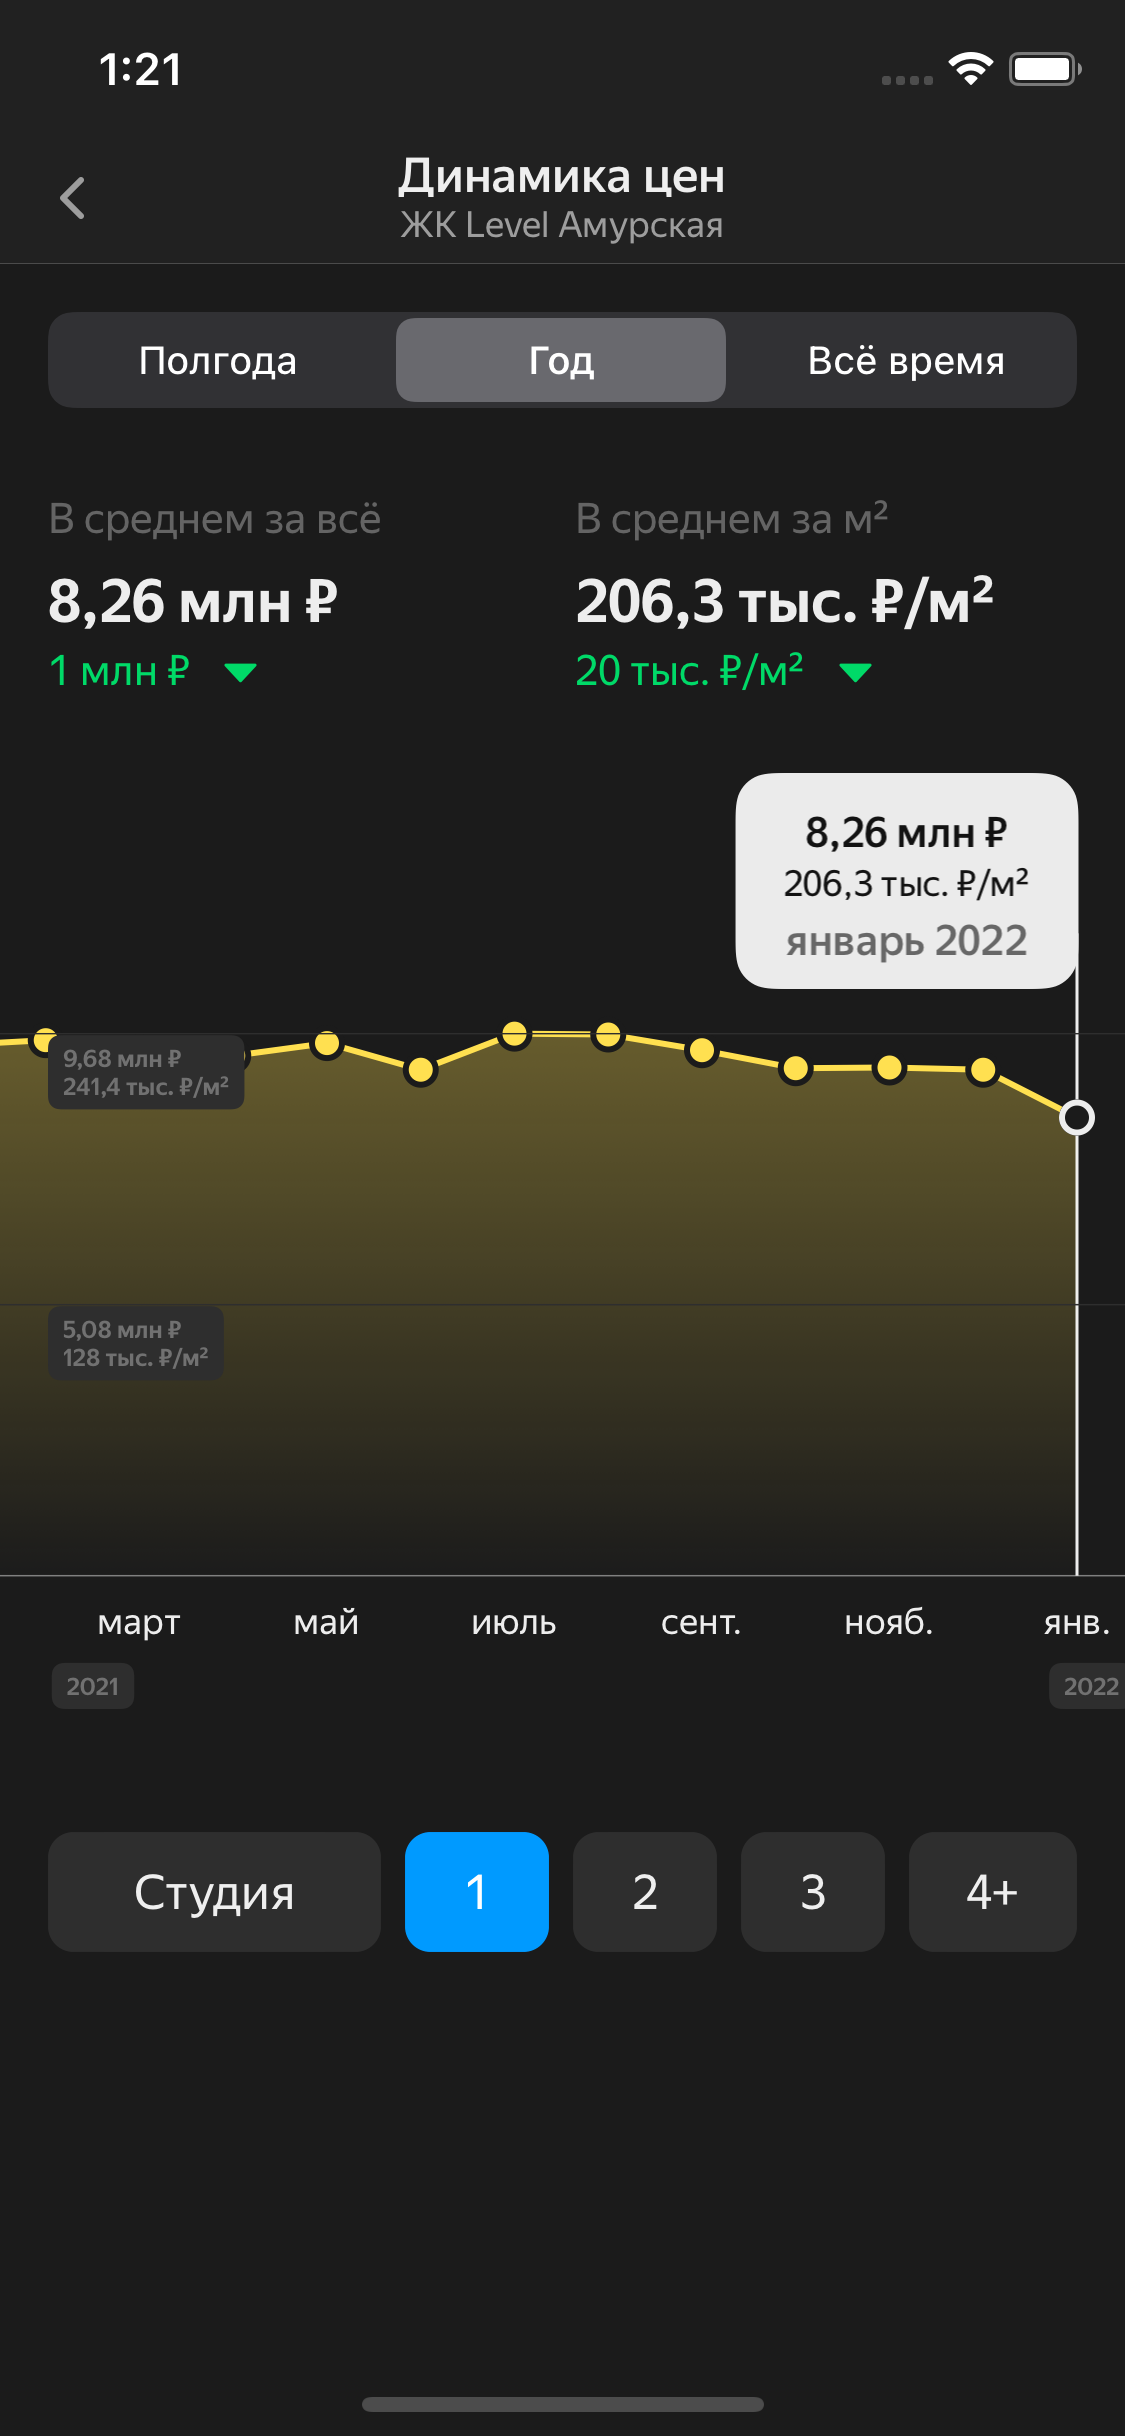 1:21
Динамика цен
ЖК Level Амурская
Полгода
Год
Всё время
В среднем за всё
В среднем за м²
8,26 млн ₽
206,3 тыс. ₽/м²
1 млн ₽
20 тыс. ₽/м²
8,26 млн ₽
206,3 тыс. ₽/м²
январь 2022
9,68 млн ₽
241,4 тыс. ₽/м²
5,08 млн ₽
128 тыс. ₽/м²
март
май
июль
сент.
нояб.
янв.
2021
2022
Студия
1
2
3
4+